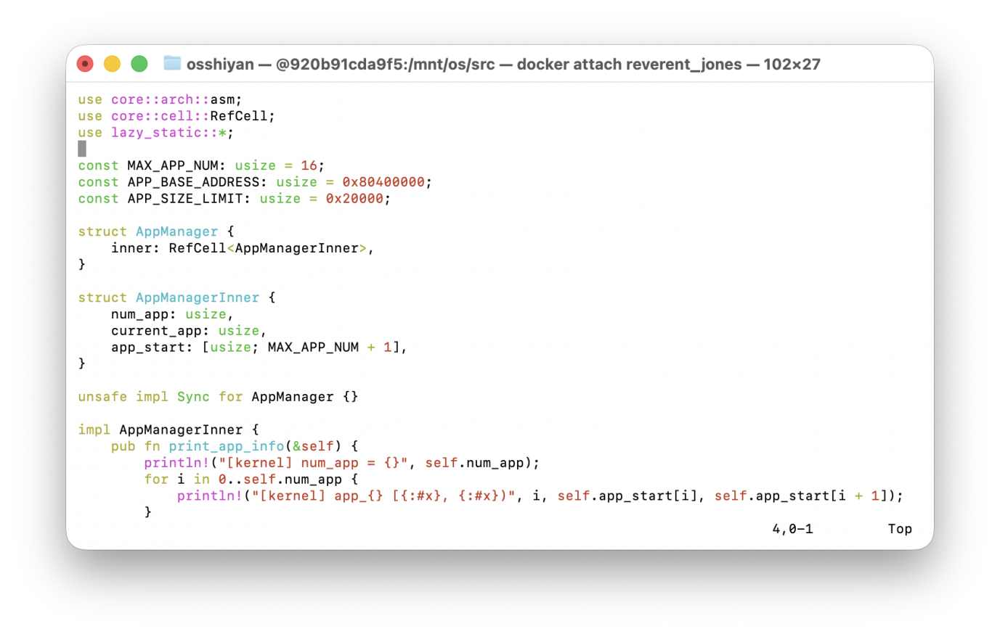 osshiyan — @920b91cda9f5:/mnt/os/src — docker attach reverent_jones — 102×27
use core::arch::asm;
use core::cell::RefCell;
use lazy_static::*;
const MAX_APP_NUM: usize = 16;
const APP_BASE_ADDRESS: usize = 0x80400000;
const APP_SIZE_LIMIT: usize = 0x20000;
struct AppManager {
    inner: RefCell<AppManagerInner>,
}
struct AppManagerInner {
    num_app: usize,
    current_app: usize,
    app_start: [usize; MAX_APP_NUM + 1],
}
unsafe impl Sync for AppManager {}
impl AppManagerInner {
    pub fn print_app_info(&self) {
        println!("[kernel] num_app = {}", self.num_app);
        for i in 0..self.num_app {
            println!("[kernel] app_{} [{:#x}, {:#x})", i, self.app_start[i], self.app_start[i + 1]);
        }
4,0-1 Top